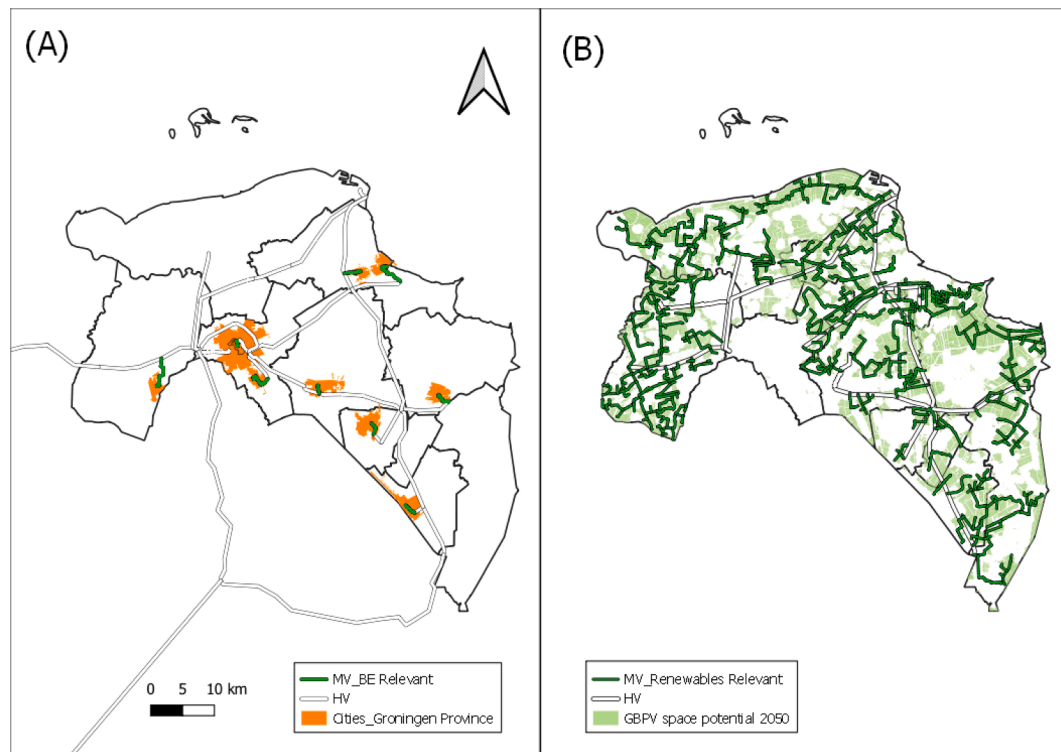 (A)
(B)
0 5 10 km
MV_BE Relevant
HV
Cities_Groningen Province
MV_Renewables Relevant
HV
GBPV space potential 2050